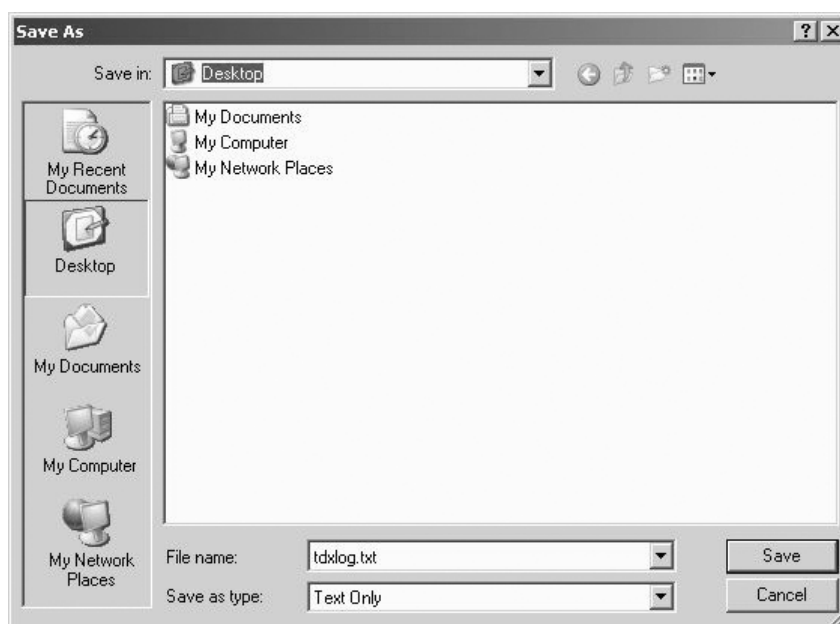 Save As
Save in: Desktop
My Documents
My Computer
My Network Places
My Recent
Documents
Desktop
My Documents
My Computer
My Network
Places
File name: tdxlog.txt Save
Save as type: Text Only Cancel